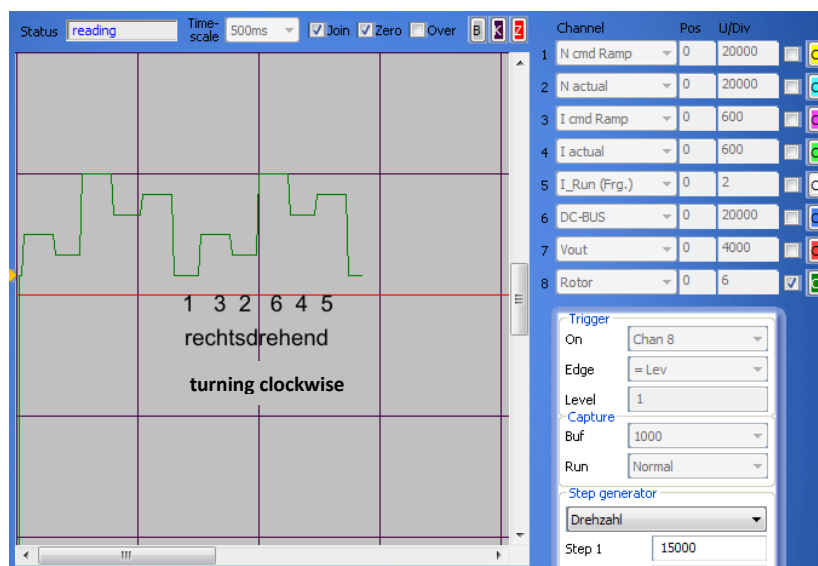 Status reading Time-scale 500ms Join Zero Over B X Z
Channel Pos U/Div
1 N cmd Ramp 0 20000
2 N actual 0 20000
3 I cmd Ramp 0 600
4 I actual 0 600
5 I_Run (Frg.) 0 2
6 DC-BUS 0 20000
7 Vout 0 4000
8 Rotor 0 6
1 3 2 6 4 5
rechtsdrehend
turning clockwise
Trigger
On Chan 8
Edge = Lev
Level 1
Capture
Buf 1000
Run Normal
Step generator
Drehzahl
Step 1 15000